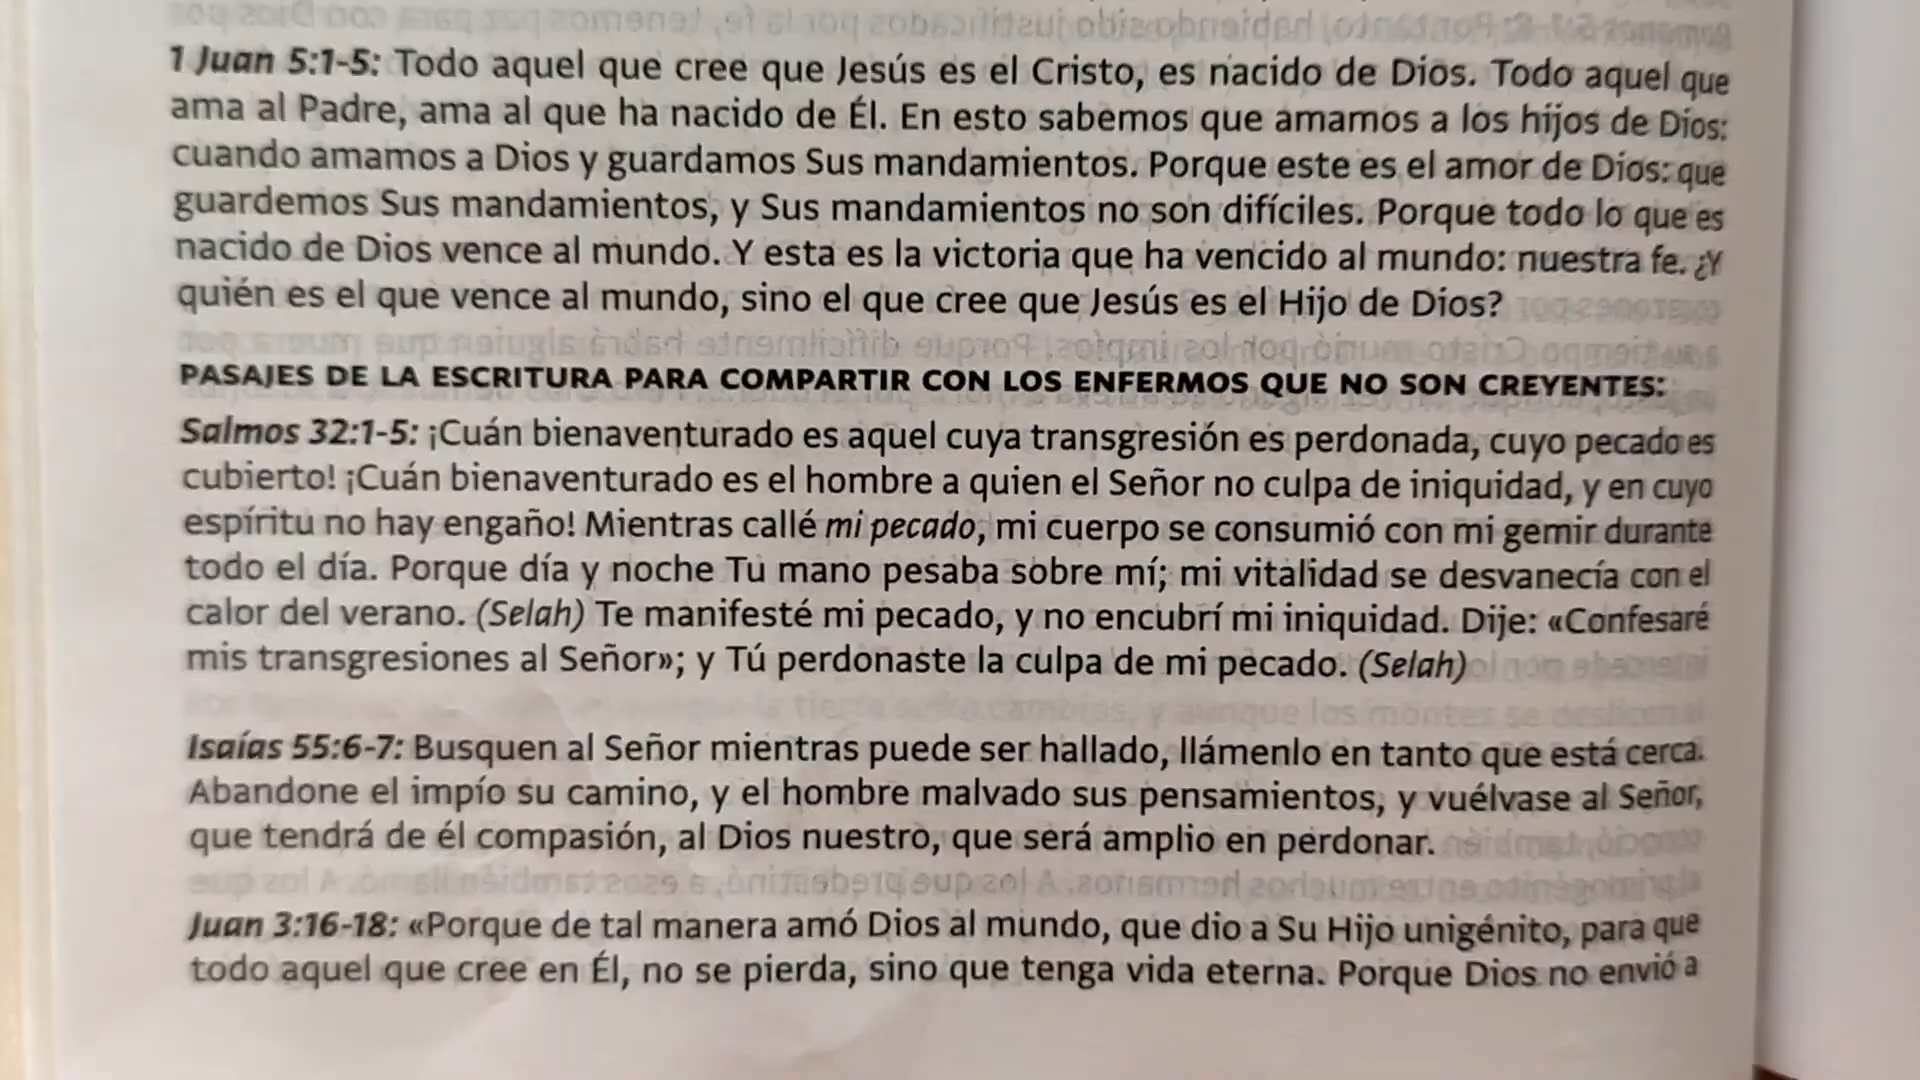 1 Juan 5:1-5: Todo aquel que cree que Jesús es el Cristo, es nacido de Dios. Todo aquel que
ama al Padre, ama al que ha nacido de Él. En esto sabemos que amamos a los hijos de Dios:
cuando amamos a Dios y guardamos Sus mandamientos. Porque este es el amor de Dios: que
guardemos Sus mandamientos, y Sus mandamientos no son difíciles. Porque todo lo que es
nacido de Dios vence al mundo. Y esta es la victoria que ha vencido al mundo: nuestra fe. ¿Y
quién es el que vence al mundo, sino el que cree que Jesús es el Hijo de Dios?
PASAJES DE LA ESCRITURA PARA COMPARTIR CON LOS ENFERMOS QUE NO SON CREYENTES:
Salmos 32:1-5: ¡Cuán bienaventurado es aquel cuya transgresión es perdonada, cuyo pecado es
cubierto! ¡Cuán bienaventurado es el hombre a quien el Señor no culpa de iniquidad, y en cuyo
espíritu no hay engaño! Mientras callé mi pecado, mi cuerpo se consumió con mi gemir durante
todo el día. Porque día y noche Tu mano pesaba sobre mí; mi vitalidad se desvanecía con el
calor del verano. (Selah) Te manifesté mi pecado, y no encubrí mi iniquidad. Dije: «Confesaré
mis transgresiones al Señor»; y Tú perdonaste la culpa de mi pecado. (Selah)
Isaías 55:6-7: Busquen al Señor mientras puede ser hallado, llámenlo en tanto que está cerca.
Abandone el impío su camino, y el hombre malvado sus pensamientos, y vuélvase al Señor,
que tendrá de él compasión, al Dios nuestro, que será amplio en perdonar.
Juan 3:16-18: «Porque de tal manera amó Dios al mundo, que dio a Su Hijo unigénito, para que
todo aquel que cree en Él, no se pierda, sino que tenga vida eterna. Porque Dios no envió a